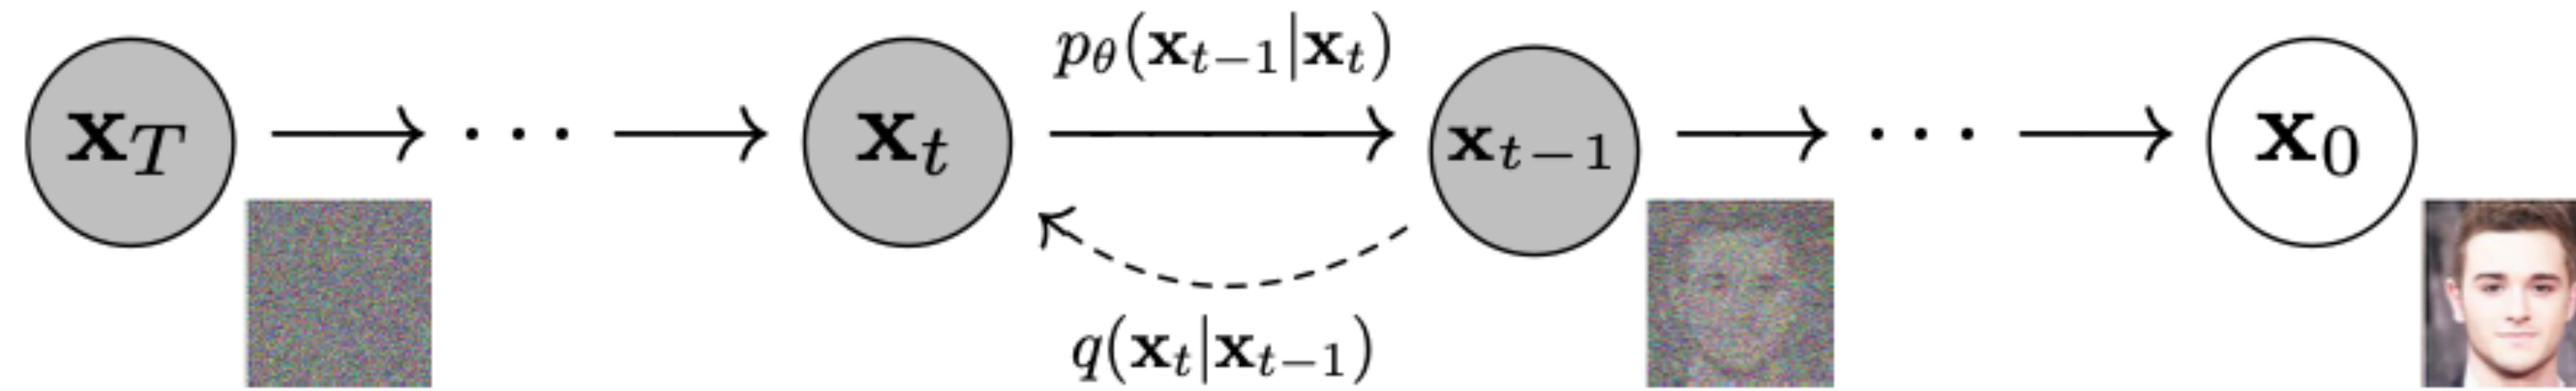 p_θ(x_{t−1}|x_t)
x_T → ··· → x_t → x_{t−1} → ··· → x_0
q(x_t|x_{t−1})